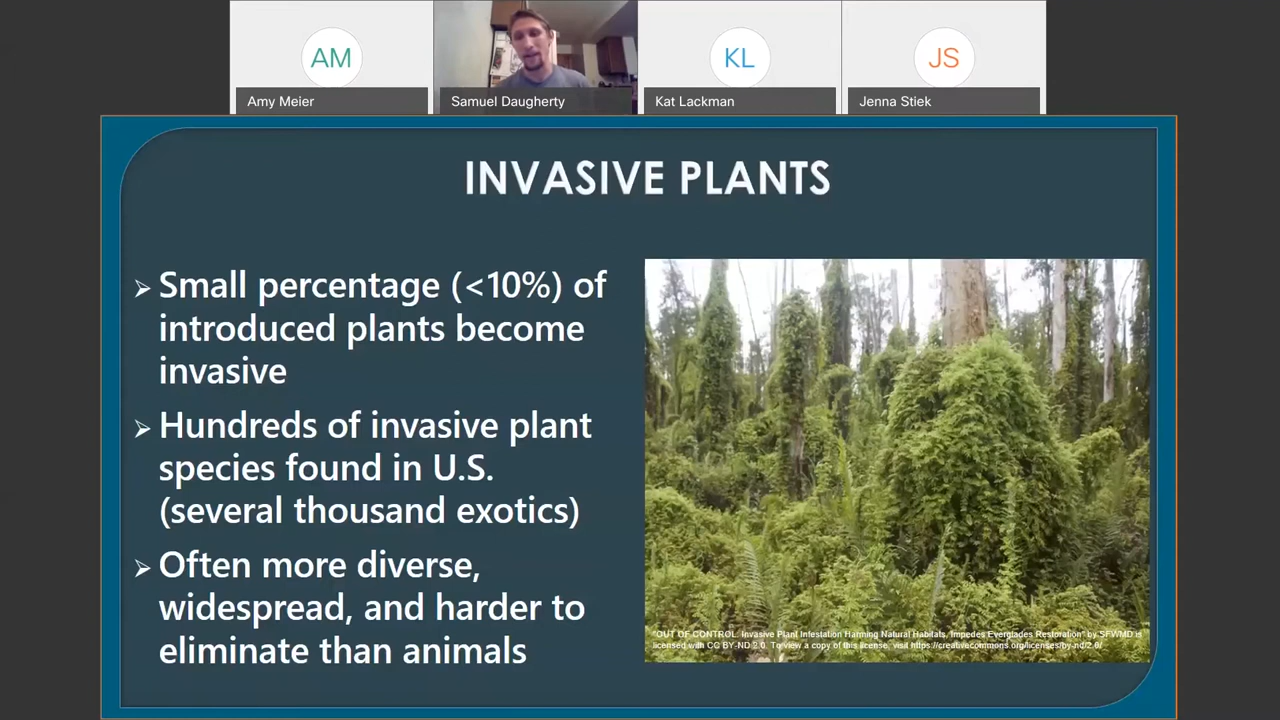 AM
KL
JS
Amy Meier
Samuel Daugherty
Kat Lackman
Jenna Stiek
INVASIVE PLANTS
➢ Small percentage (<10%) of
introduced plants become
invasive
➢ Hundreds of invasive plant
species found in U.S.
(several thousand exotics)
➢ Often more diverse,
widespread, and harder to
eliminate than animals
"OUT OF CONTROL: Invasive Plant Infestation Harming Natural Habitats, Impedes Everglades Restoration" by SFWMD is
licensed with CC BY-ND 2.0. To view a copy of this license, visit https://creativecommons.org/licenses/by-nd/2.0/